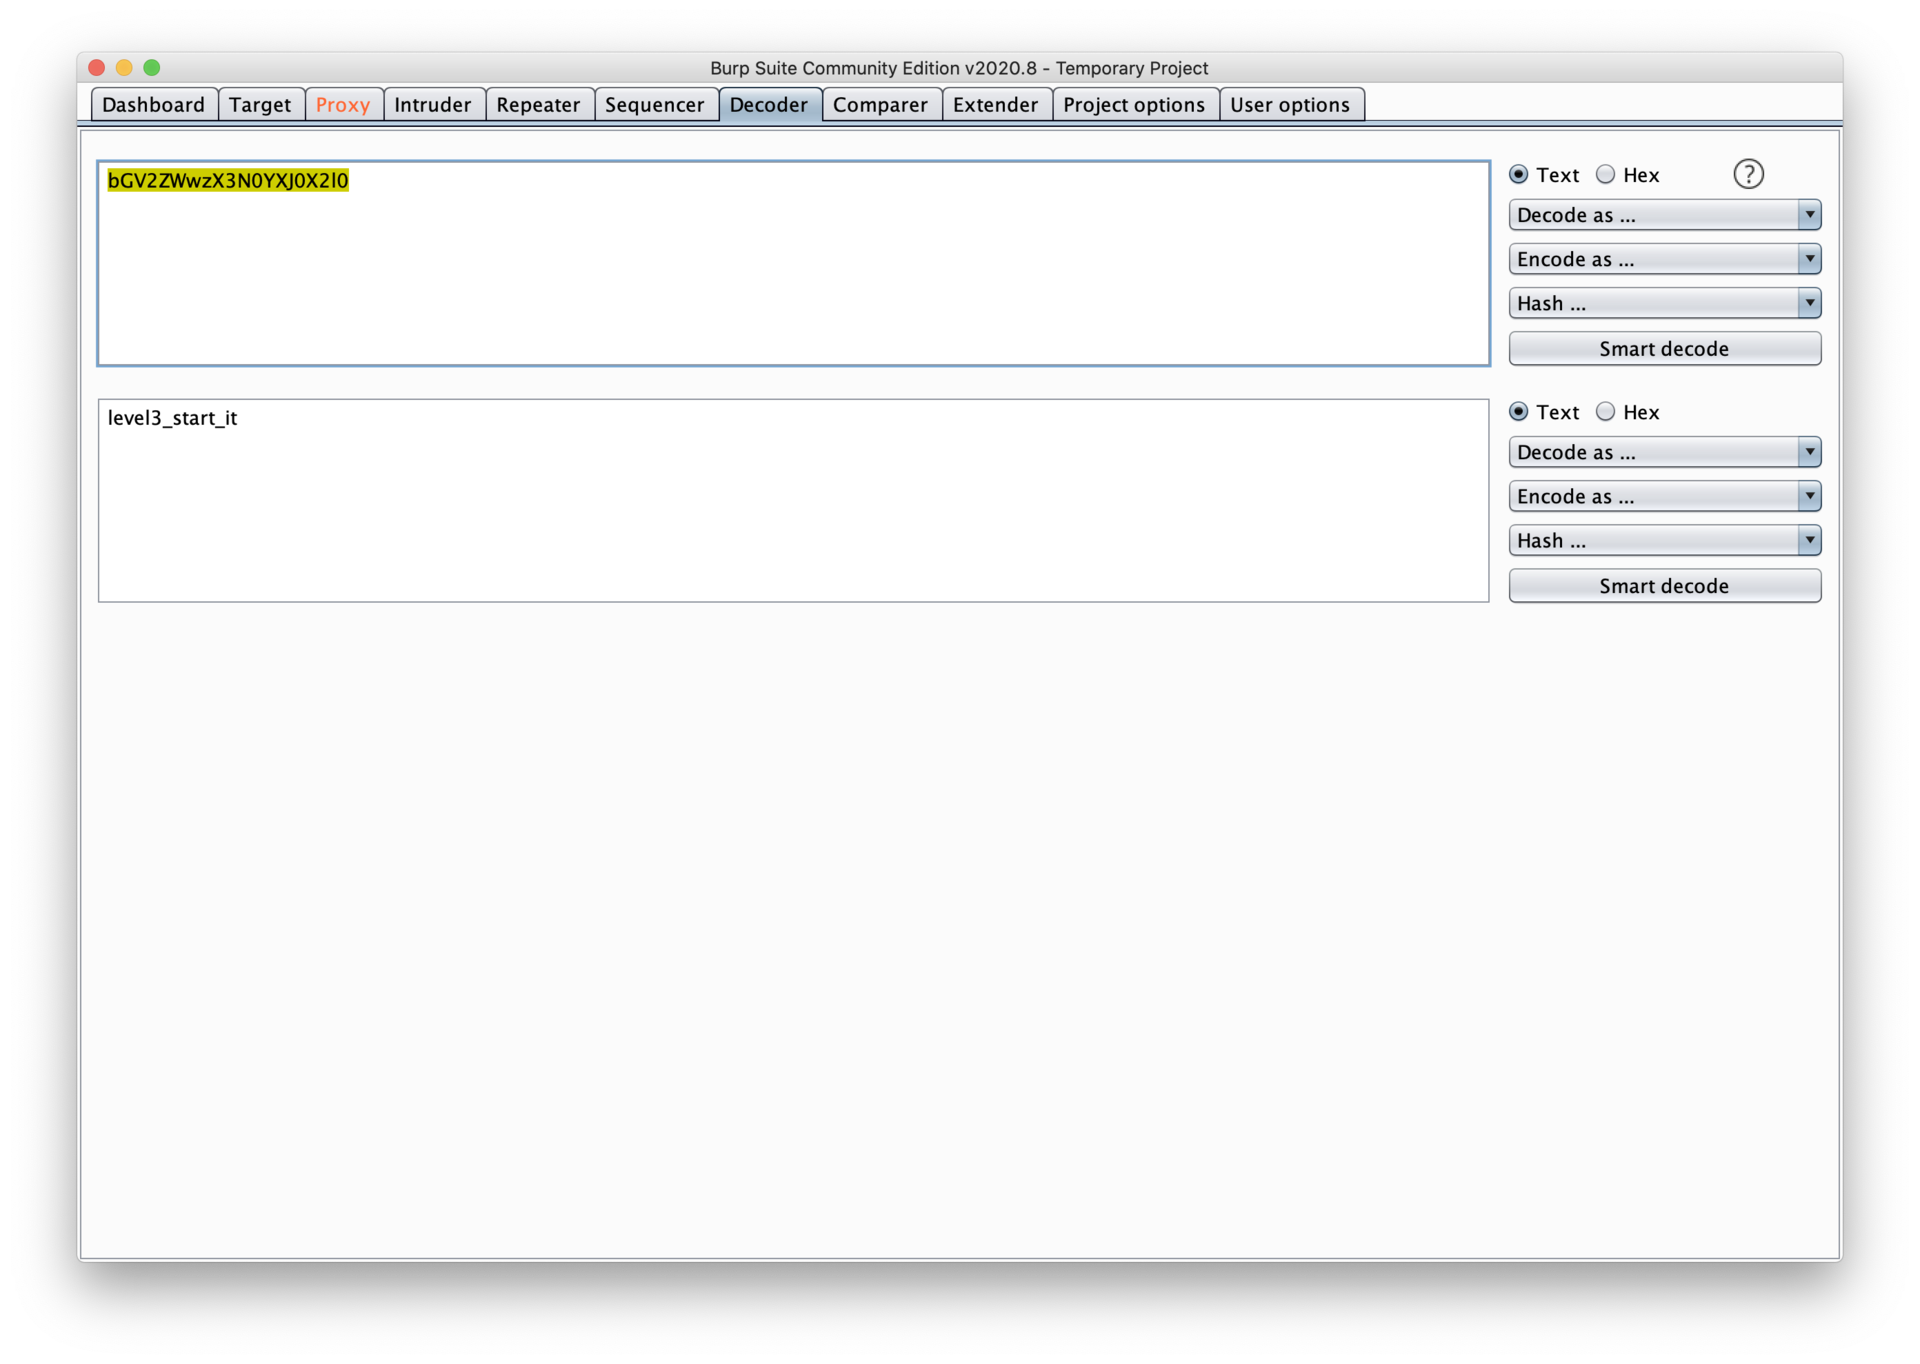 Burp Suite Community Edition v2020.8 - Temporary Project
Dashboard Target Proxy Intruder Repeater Sequencer Decoder Comparer Extender Project options User options
bGV2ZWwzX3N0YXJ0X2l0
Text Hex ?
Decode as ...
Encode as ...
Hash ...
Smart decode
level3_start_it
Text Hex
Decode as ...
Encode as ...
Hash ...
Smart decode